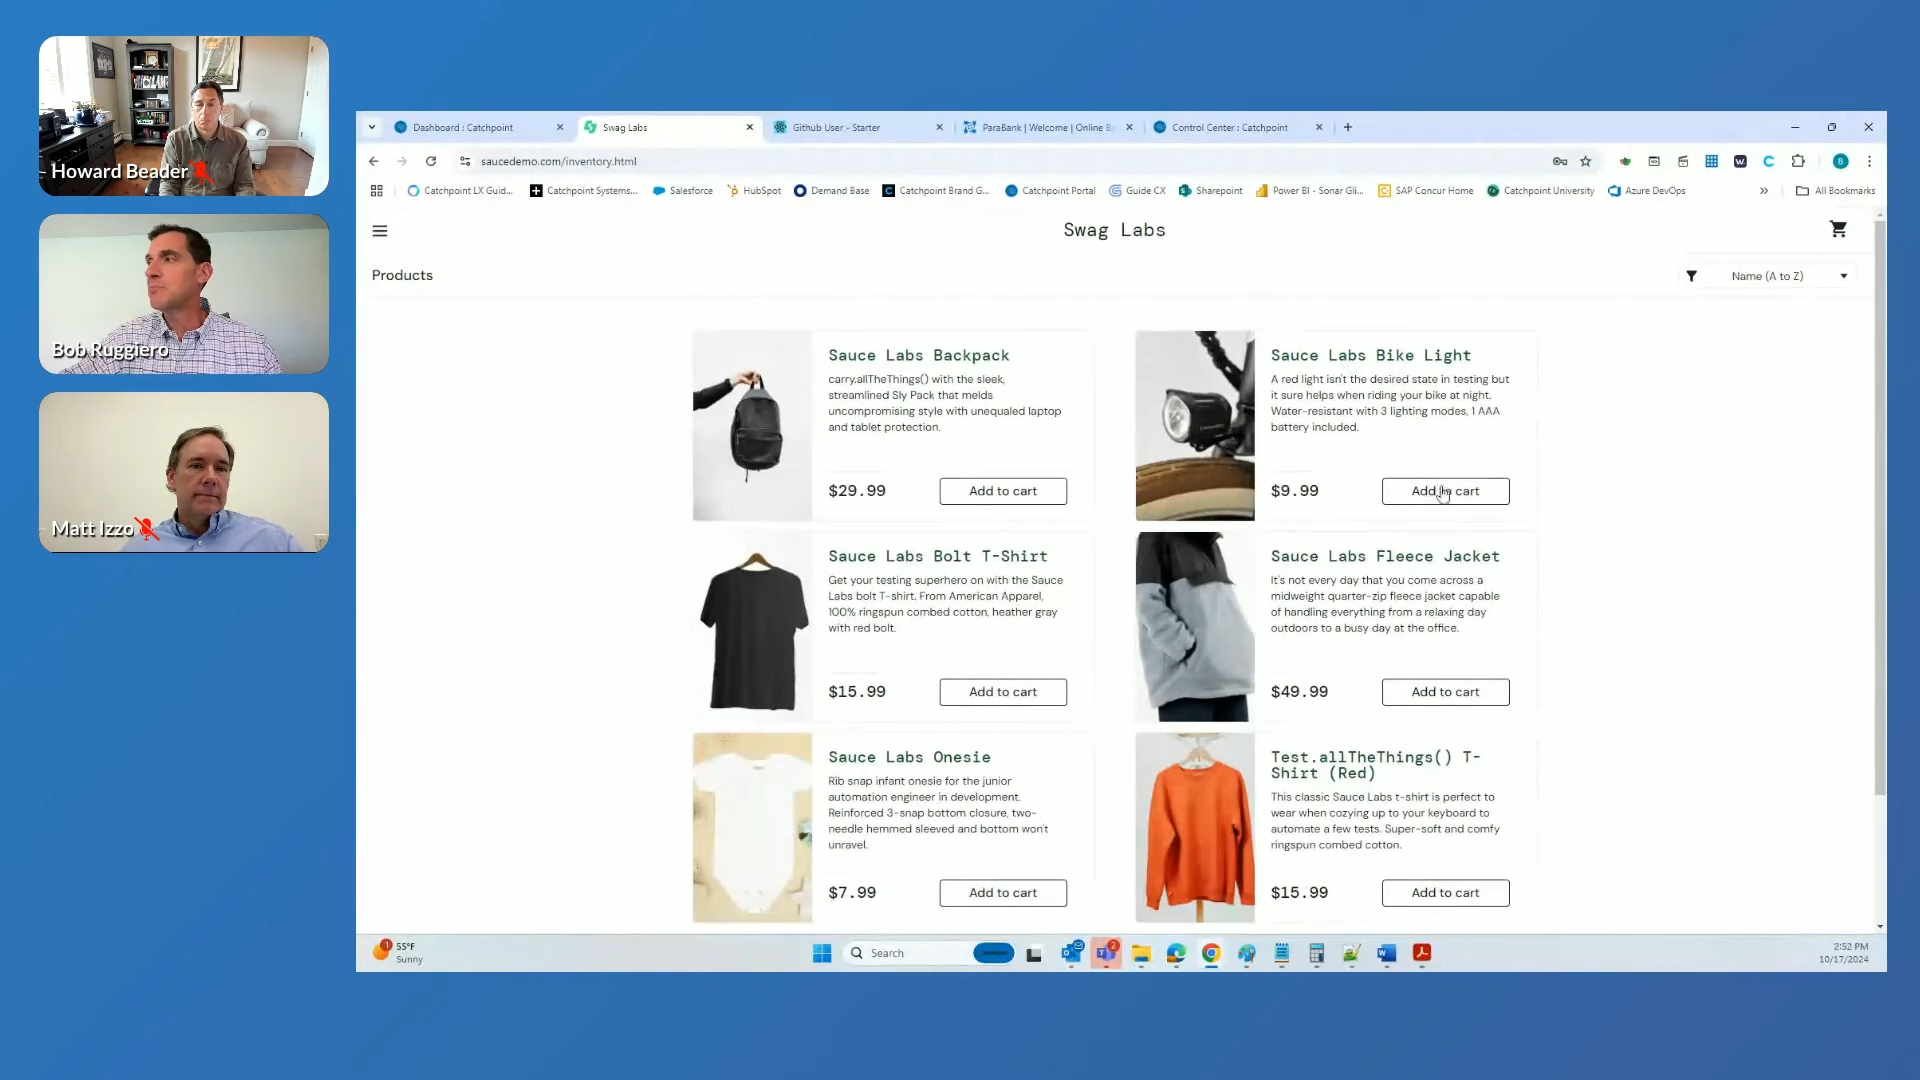 Howard Beader
Bob Ruggiero
Matt Izzo
Dashboard : Catchpoint
Swag Labs
Github User - Starter
ParaBank | Welcome | Online B
Control Center : Catchpoint
saucedemo.com/inventory.html
B
Catchpoint LX Guid...
Catchpoint Systems...
Salesforce
HubSpot
Demand Base
Catchpoint Brand G...
Catchpoint Portal
Guide CX
Sharepoint
Power BI - Sonar Gli...
SAP Concur Home
Catchpoint University
Azure DevOps
All Bookmarks
Swag Labs
Products
Name (A to Z)
Sauce Labs Backpack
carry.allTheThings() with the sleek,
streamlined Sly Pack that melds
uncompromising style with unequaled laptop
and tablet protection.
$29.99
Add to cart
Sauce Labs Bike Light
A red light isn't the desired state in testing but
it sure helps when riding your bike at night.
Water-resistant with 3 lighting modes, 1 AAA
battery included.
$9.99
Add to cart
Sauce Labs Bolt T-Shirt
Get your testing superhero on with the Sauce
Labs bolt T-shirt. From American Apparel,
100% ringspun combed cotton, heather gray
with red bolt.
$15.99
Add to cart
Sauce Labs Fleece Jacket
It's not every day that you come across a
midweight quarter-zip fleece jacket capable
of handling everything from a relaxing day
outdoors to a busy day at the office.
$49.99
Add to cart
Sauce Labs Onesie
Rib snap infant onesie for the junior
automation engineer in development.
Reinforced 3-snap bottom closure, two-
needle hemmed sleeved and bottom won't
unravel.
$7.99
Add to cart
Test.allTheThings() T-
Shirt (Red)
This classic Sauce Labs t-shirt is perfect to
wear when cozying up to your keyboard to
automate a few tests. Super-soft and comfy
ringspun combed cotton.
$15.99
Add to cart
1
55°F
Sunny
Search
2
2:52 PM
10/17/2024